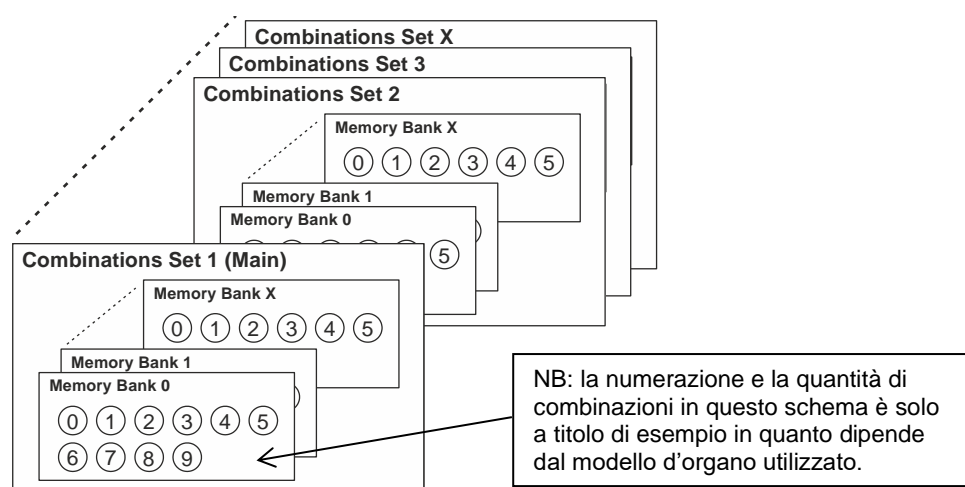 Combinations Set X
Combinations Set 3
Combinations Set 2
Memory Bank X
0 1 2 3 4 5
Memory Bank 1
Memory Bank 0
5
Combinations Set 1 (Main)
Memory Bank X
0 1 2 3 4 5
Memory Bank 1
Memory Bank 0
0 1 2 3 4 5
6 7 8 9
NB: la numerazione e la quantità di
combinazioni in questo schema è solo
a titolo di esempio in quanto dipende
dal modello d'organo utilizzato.